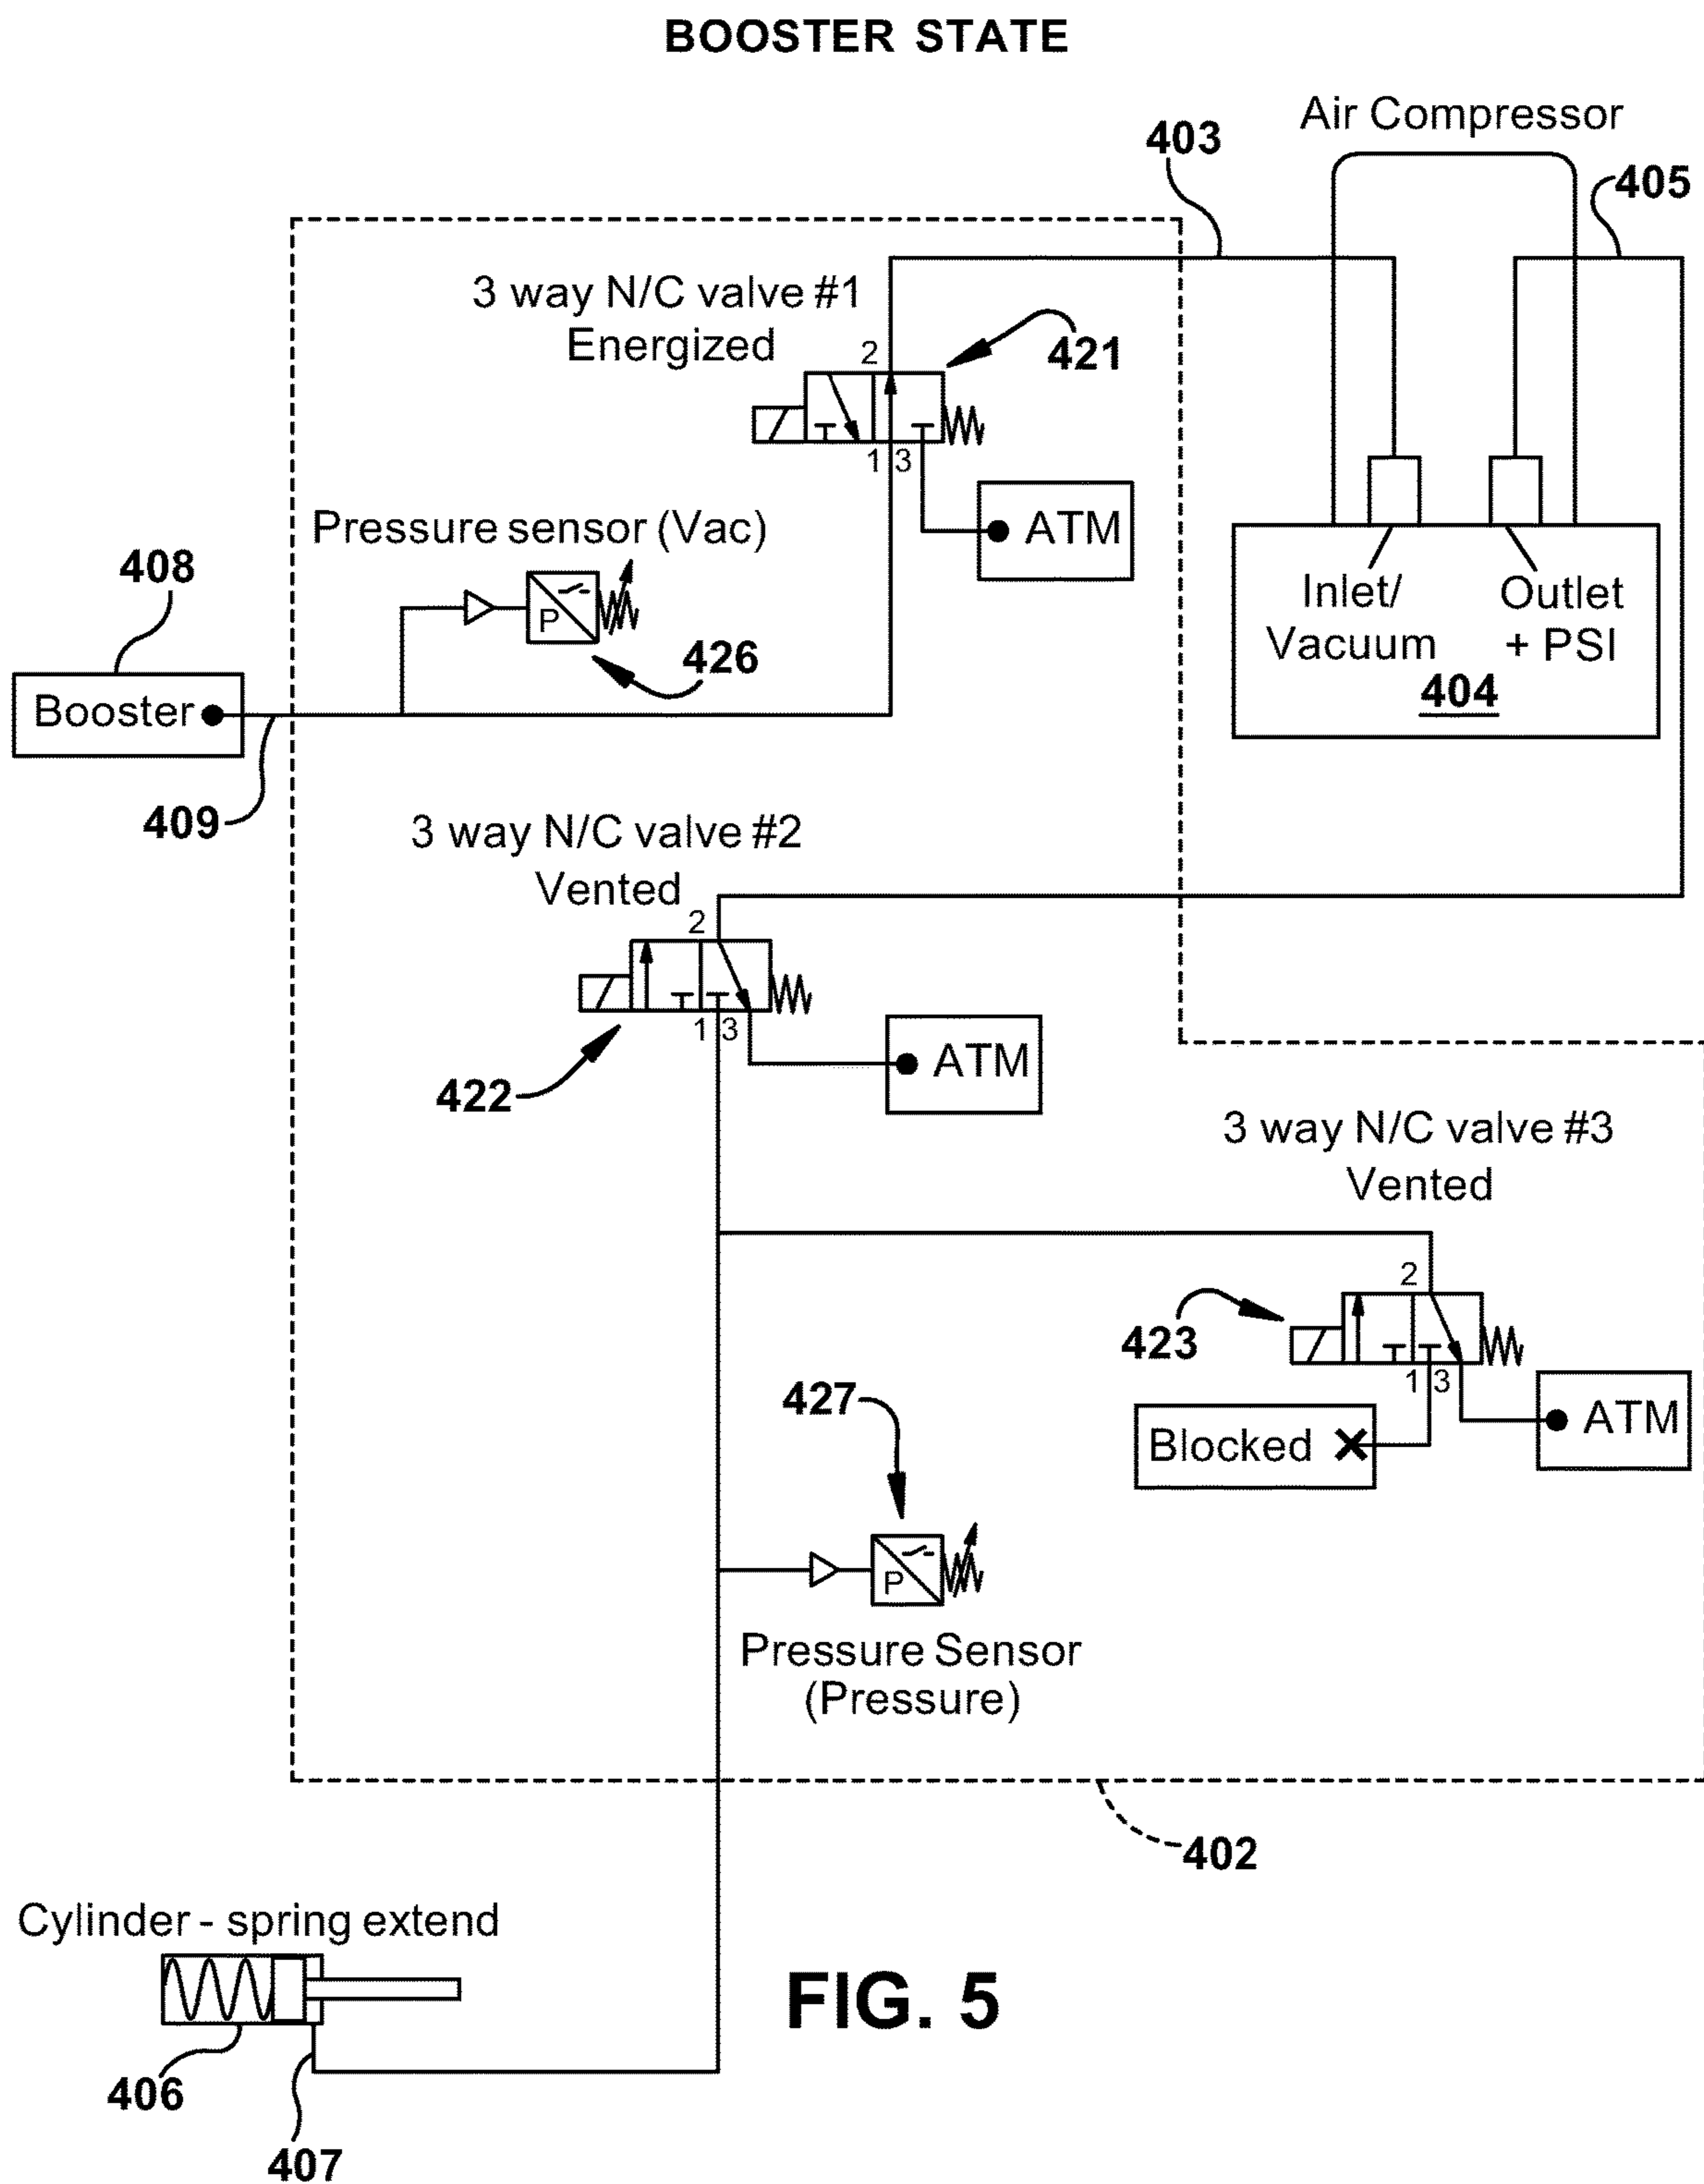 BOOSTER STATE
Air Compressor
403
405
3 way N/C valve #1
Energized
2
421
1 3
ATM
Pressure sensor (Vac)
P
426
408
Booster
409
Inlet/
Vacuum
Outlet
+ PSI
404
3 way N/C valve #2
Vented
2
1 3
422
ATM
3 way N/C valve #3
Vented
2
423
1 3
Blocked
ATM
427
P
Pressure Sensor
(Pressure)
402
Cylinder - spring extend
406
407
FIG. 5